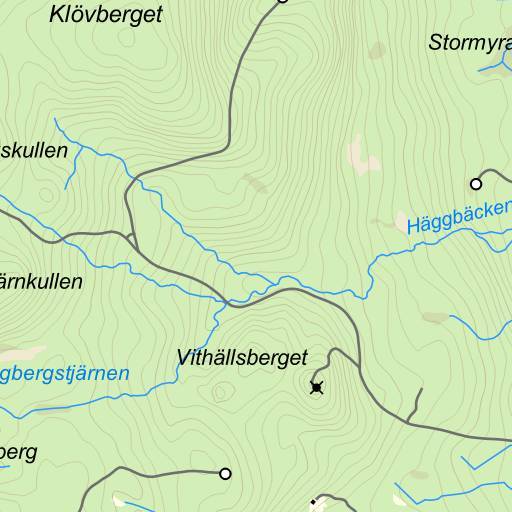 Klövberget
Stormyra
skullen
Häggbäcken
ärnkullen
Vithällsberget
gbergstjärnen
berg